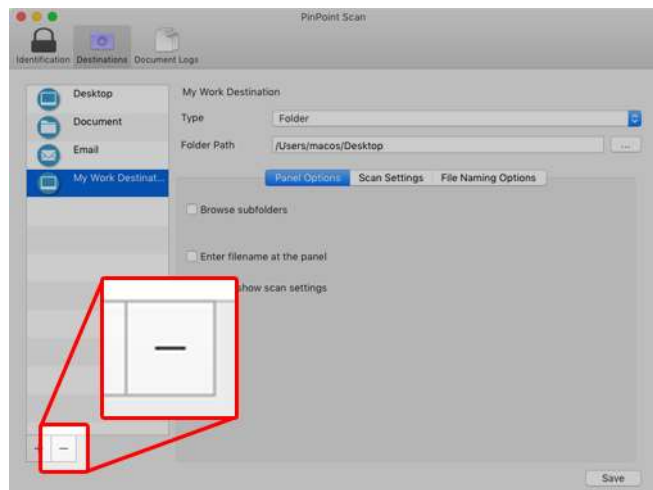 PinPoint Scan
Identification Destinations Document Logs
Desktop
Document
Email
My Work Destinat...
My Work Destination
Type Folder
Folder Path /Users/macos/Desktop ...
Panel Options Scan Settings File Naming Options
Browse subfolders
Enter filename at the panel
show scan settings
Save